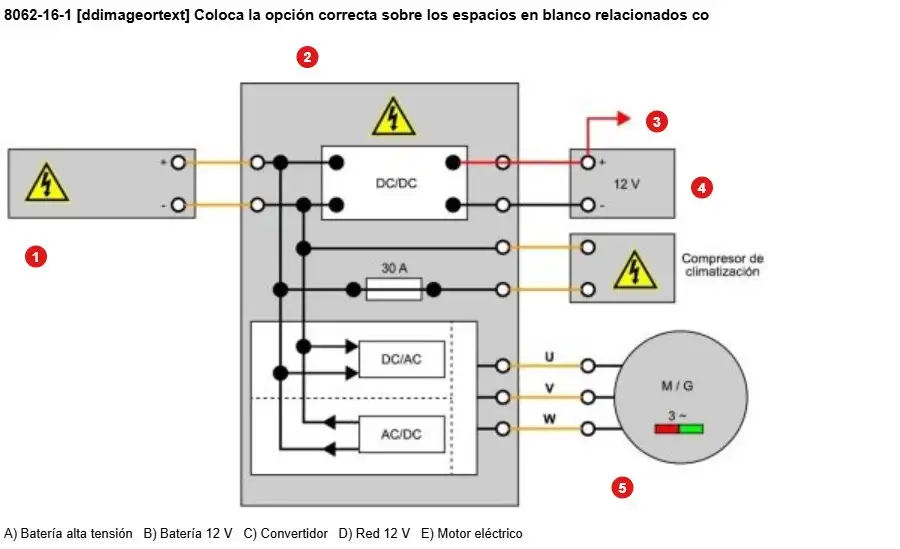 8062-16-1 [ddimageortext] Coloca la opción correcta sobre los espacios en blanco relacionados co
2
3
+
DC/DC
+
12 V
-
-
4
1
Compresor de
climatización
30 A
DC/AC
U
V
M / G
W
3 ~
AC/DC
5
A) Batería alta tensión B) Batería 12 V C) Convertidor D) Red 12 V E) Motor eléctrico